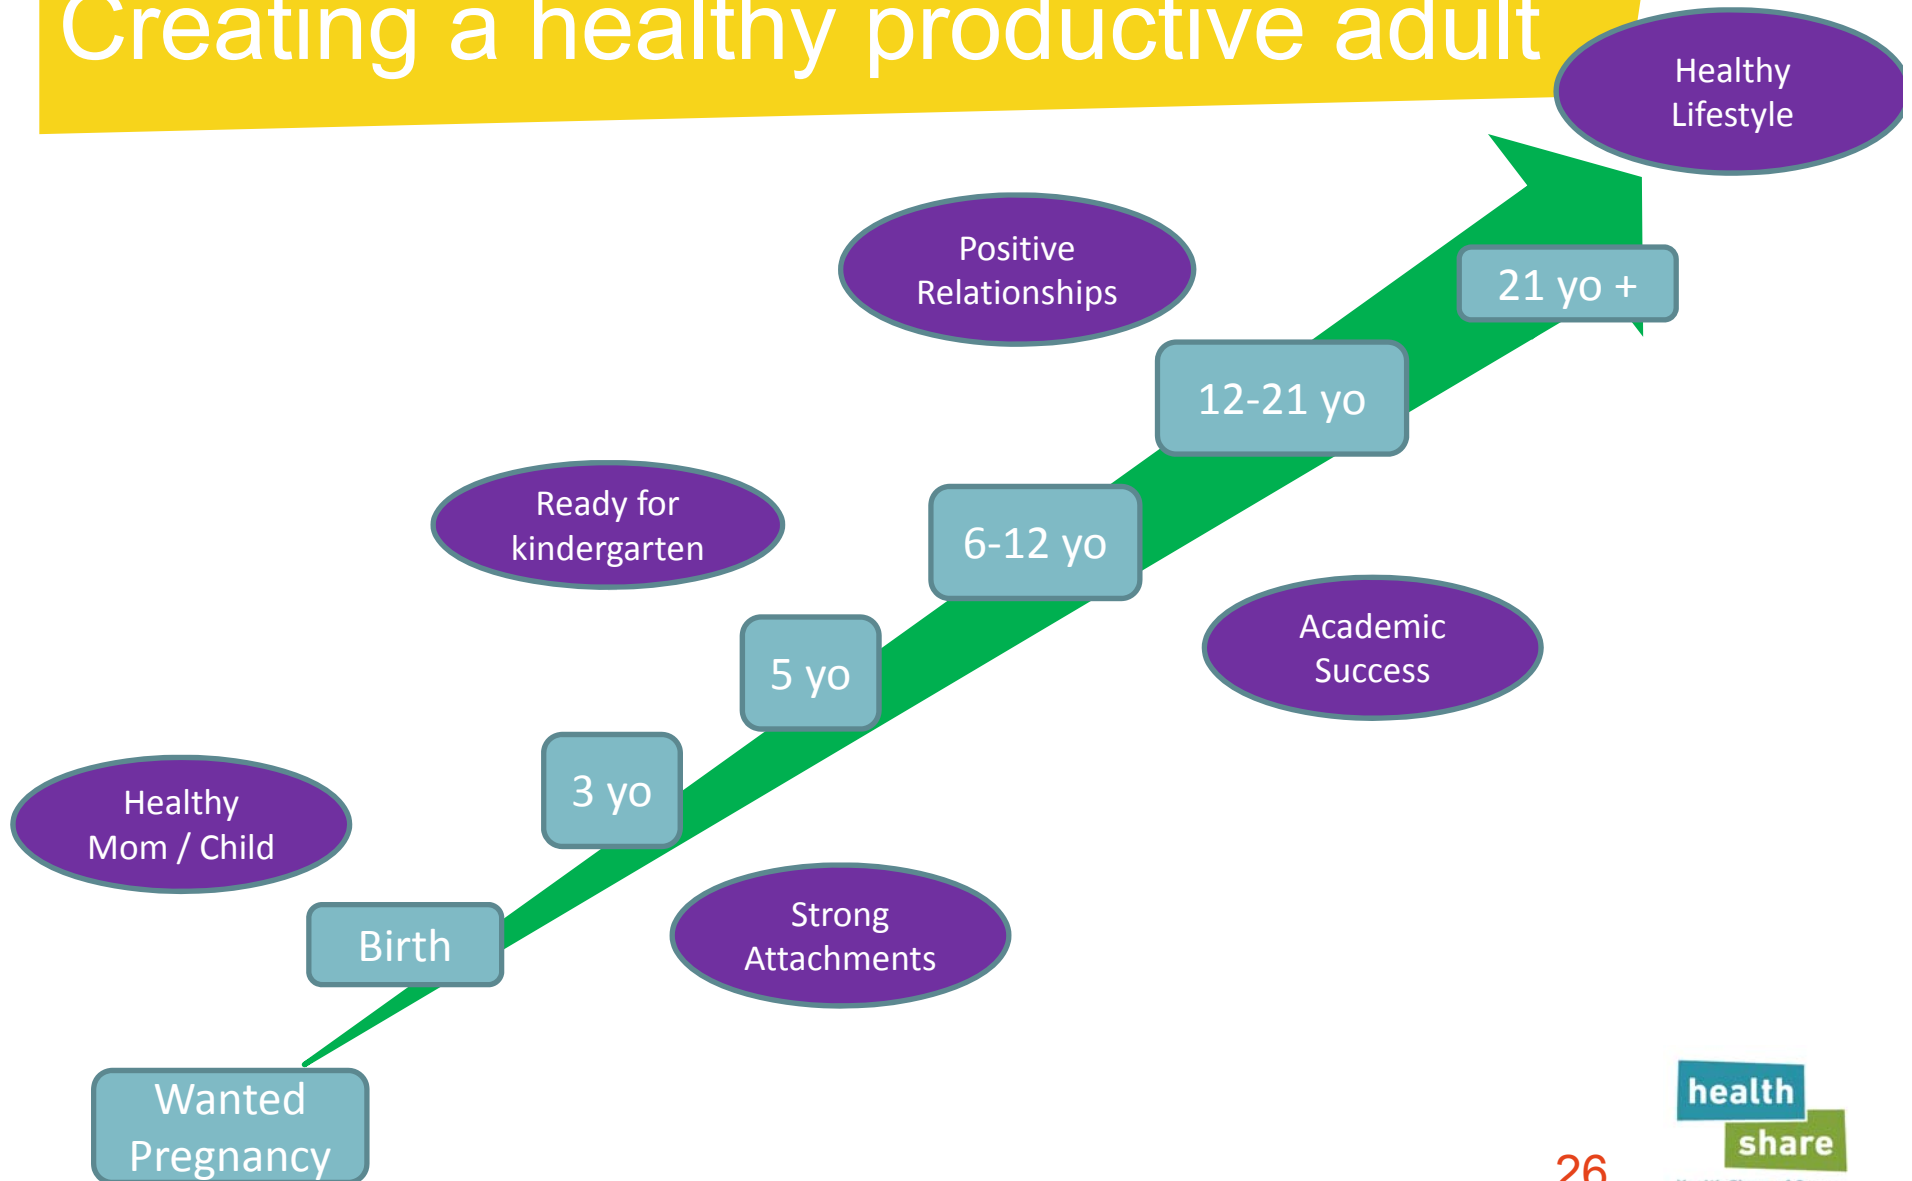 Creating a healthy productive adult
Healthy
Lifestyle
Positive
Relationships
21 yo +
12-21 yo
Ready for
kindergarten
6-12 yo
Academic
Success
5 yo
3 yo
Healthy
Mom / Child
Strong
Attachments
Birth
Wanted
Pregnancy
health
share
26